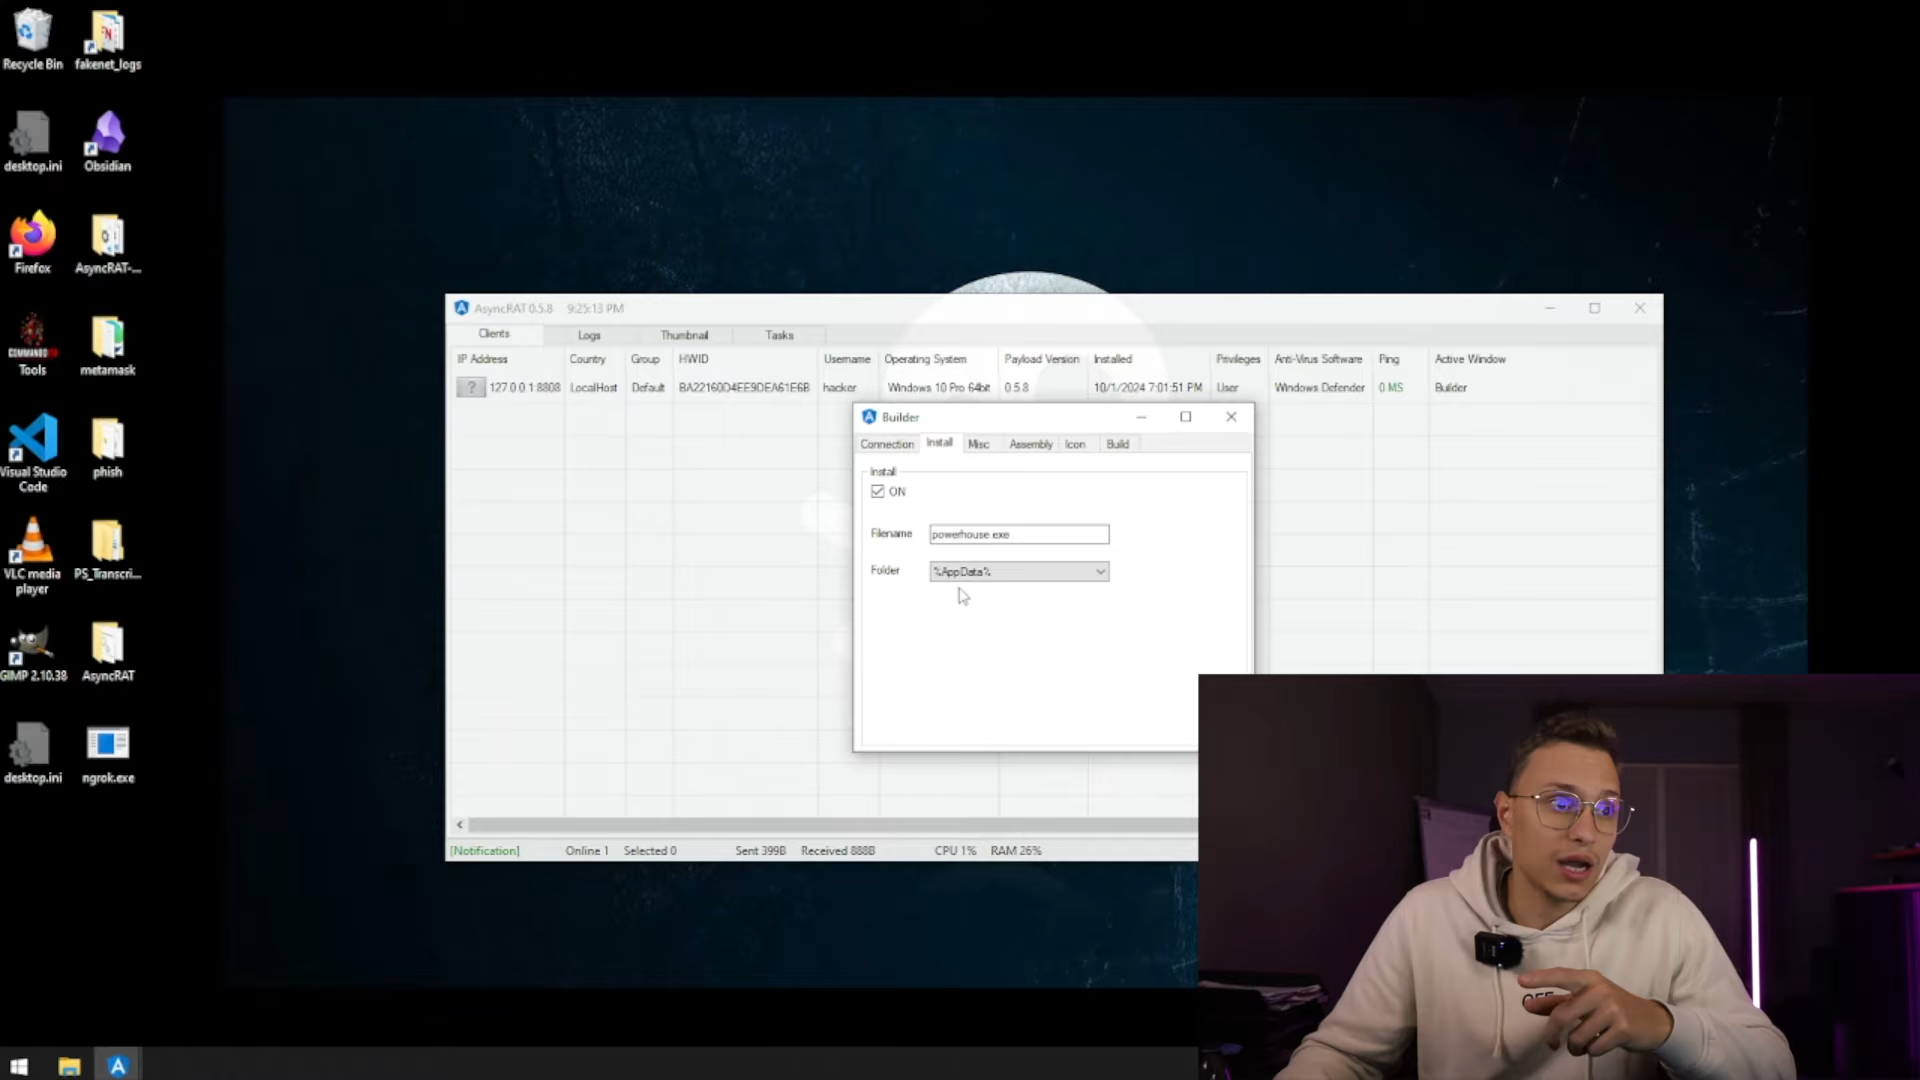 Recycle Bin
fakenet_logs
desktop.ini
Obsidian
Firefox
AsyncRAT-...
COMMANDO
Tools
metamask
Visual Studio
Code
phish
VLC media
player
PS_Transcri...
GIMP 2.10.38
AsyncRAT
desktop.ini
ngrok.exe
AsyncRAT 0.5.8 9:25:13 PM
Clients Logs Thumbnail Tasks
IP Address Country Group HWID Username Operating System Payload Version Installed Privileges Anti-Virus Software Ping Active Window
? 127.0.0.1:8808 LocalHost Default BA22160D4EE9DEA61E6B hacker Windows 10 Pro 64bit 0.5.8 10/1/2024 7:01:51 PM User Windows Defender 0 MS Builder
Builder
Connection Install Misc Assembly Icon Build
Install
ON
Filename powerhouse.exe
Folder %AppData%
[Notification] Online 1 Selected 0 Sent 399B Received 888B CPU 1% RAM 26%
OFF